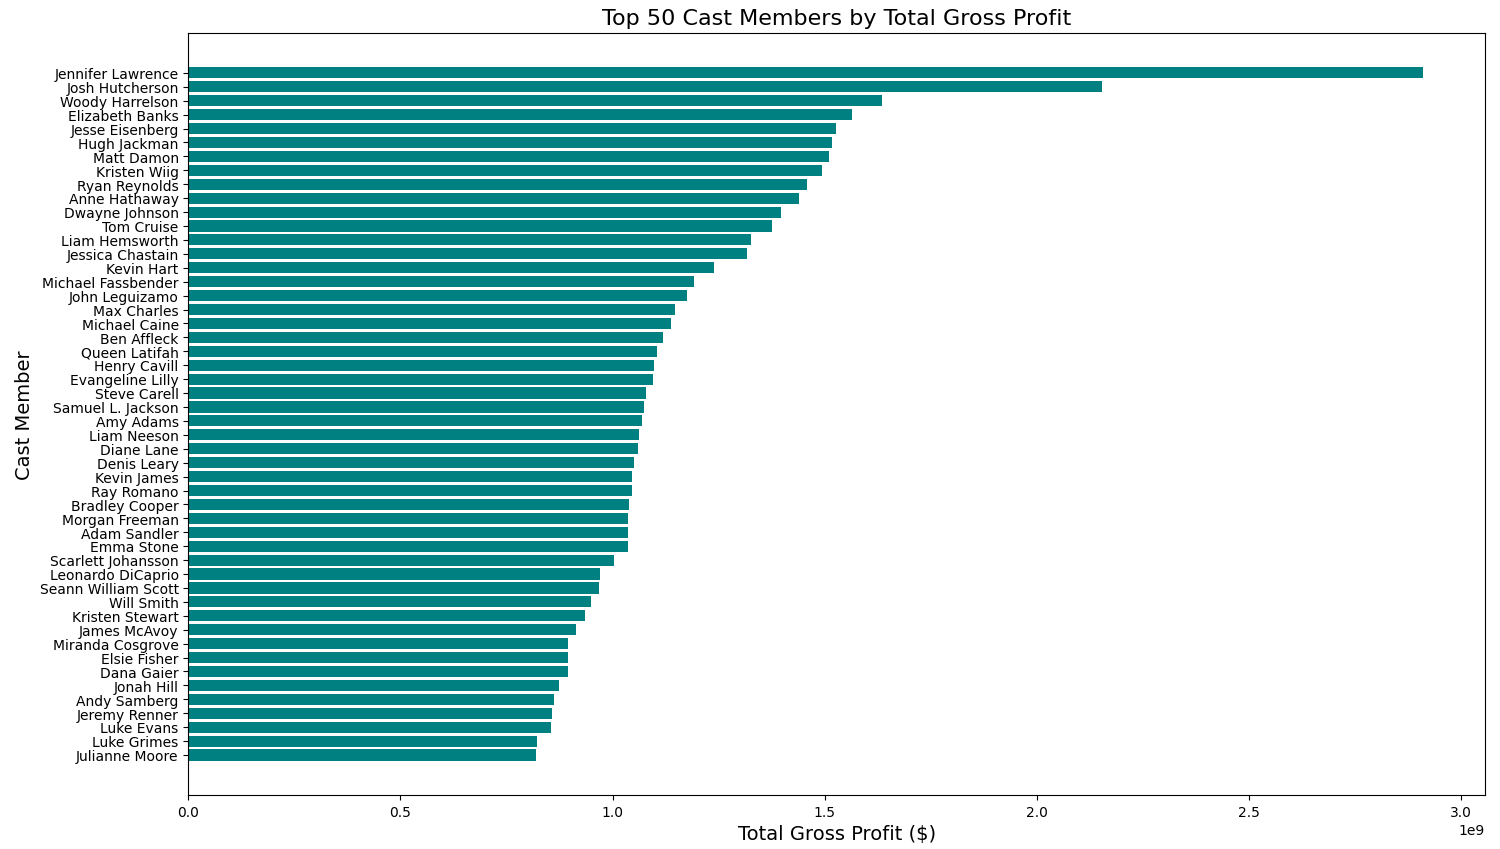 Top 50 Cast Members by Total Gross Profit
Cast Member
Jennifer Lawrence
Josh Hutcherson
Woody Harrelson
Elizabeth Banks
Jesse Eisenberg
Hugh Jackman
Matt Damon
Kristen Wiig
Ryan Reynolds
Anne Hathaway
Dwayne Johnson
Tom Cruise
Liam Hemsworth
Jessica Chastain
Kevin Hart
Michael Fassbender
John Leguizamo
Max Charles
Michael Caine
Ben Affleck
Queen Latifah
Henry Cavill
Evangeline Lilly
Steve Carell
Samuel L. Jackson
Amy Adams
Liam Neeson
Diane Lane
Denis Leary
Kevin James
Ray Romano
Bradley Cooper
Morgan Freeman
Adam Sandler
Emma Stone
Scarlett Johansson
Leonardo DiCaprio
Seann William Scott
Will Smith
Kristen Stewart
James McAvoy
Miranda Cosgrove
Elsie Fisher
Dana Gaier
Jonah Hill
Andy Samberg
Jeremy Renner
Luke Evans
Luke Grimes
Julianne Moore
0.0 0.5 1.0 1.5 2.0 2.5 3.0
1e9
Total Gross Profit ($)